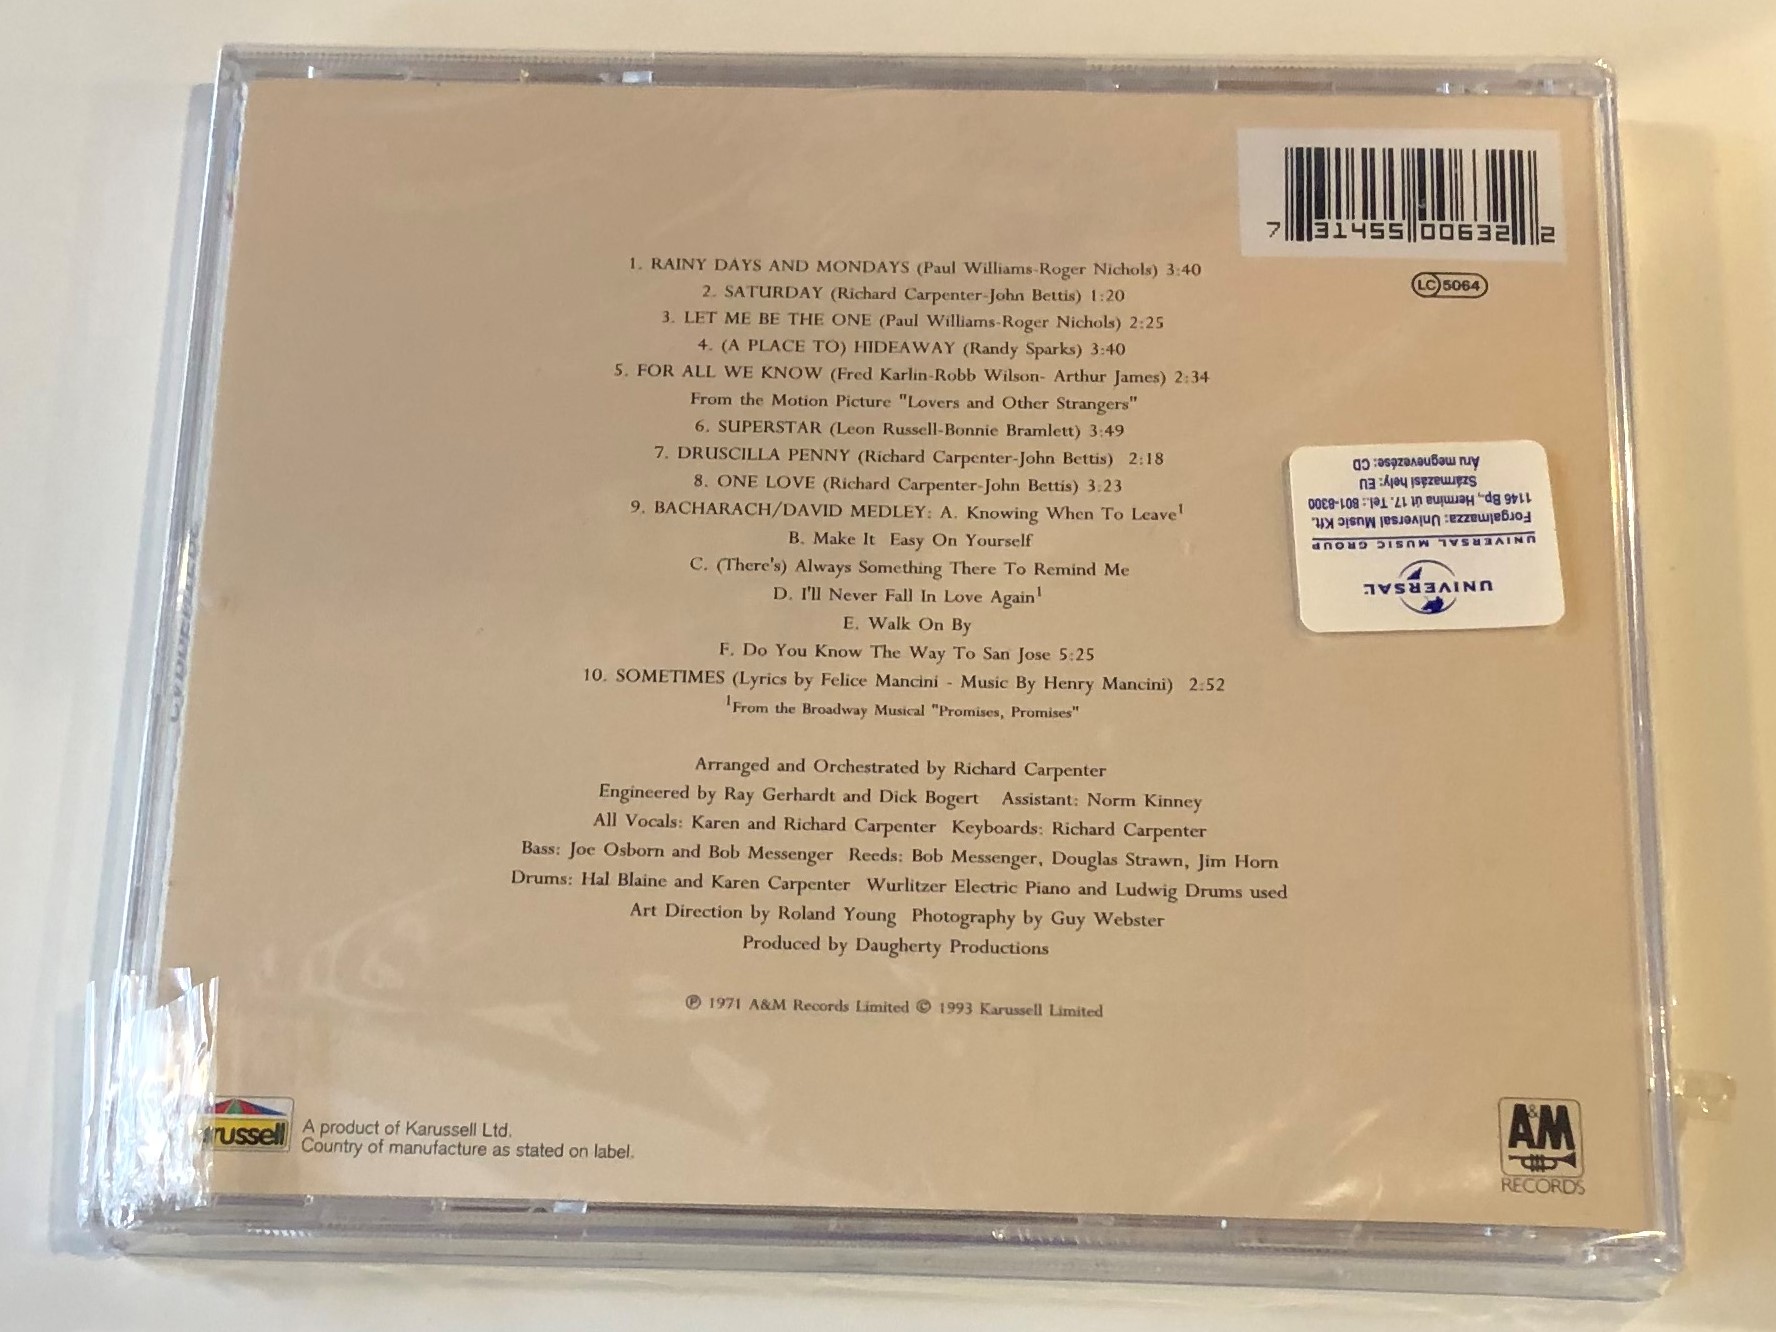 7 31455 00632 2
LC 5064
1. RAINY DAYS AND MONDAYS (Paul Williams-Roger Nichols) 3:40
2. SATURDAY (Richard Carpenter-John Bettis) 1:20
3. LET ME BE THE ONE (Paul Williams-Roger Nichols) 2:25
4. (A PLACE TO) HIDEAWAY (Randy Sparks) 3:40
5. FOR ALL WE KNOW (Fred Karlin-Robb Wilson- Arthur James) 2:34
From the Motion Picture "Lovers and Other Strangers"
6. SUPERSTAR (Leon Russell-Bonnie Bramlett) 3:49
7. DRUSCILLA PENNY (Richard Carpenter-John Bettis) 2:18
8. ONE LOVE (Richard Carpenter-John Bettis) 3:23
9. BACHARACH/DAVID MEDLEY: A. Knowing When To Leave¹
B. Make It Easy On Yourself
C. (There's) Always Something There To Remind Me
D. I'll Never Fall In Love Again¹
E. Walk On By
F. Do You Know The Way To San Jose 5:25
10. SOMETIMES (Lyrics by Felice Mancini - Music By Henry Mancini) 2:52
¹From the Broadway Musical "Promises, Promises"
Arranged and Orchestrated by Richard Carpenter
Engineered by Ray Gerhardt and Dick Bogert Assistant: Norm Kinney
All Vocals: Karen and Richard Carpenter Keyboards: Richard Carpenter
Bass: Joe Osborn and Bob Messenger Reeds: Bob Messenger, Douglas Strawn, Jim Horn
Drums: Hal Blaine and Karen Carpenter Wurlitzer Electric Piano and Ludwig Drums used
Art Direction by Roland Young Photography by Guy Webster
Produced by Daugherty Productions
℗ 1971 A&M Records Limited © 1993 Karussell Limited
UNIVERSAL
UNIVERSAL MUSIC GROUP
Forgalmazza: Universal Music Kft.
1146 Bp., Hermina út 17. Tel.: 801-8300
Származási hely: EU
Áru megnevezése: CD
russell
A product of Karussell Ltd.
Country of manufacture as stated on label.
A&M
RECORDS